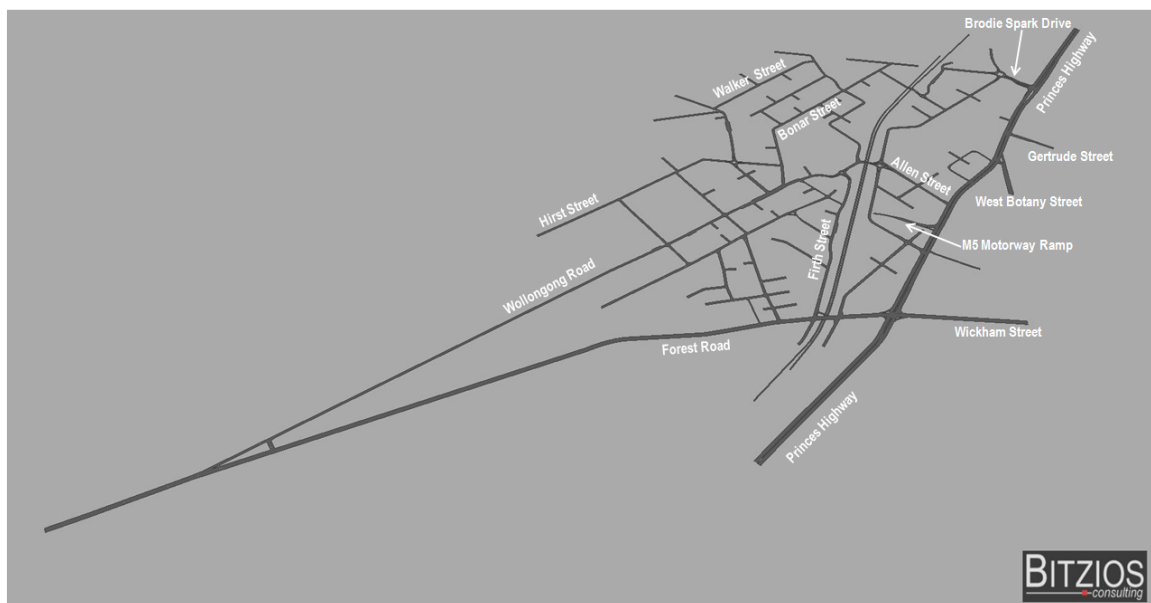 Brodie Spark Drive
Princes Highway
Walker Street
Bonar Street
Gertrude Street
Allen Street
West Botany Street
Hirst Street
M5 Motorway Ramp
Firth Street
Wollongong Road
Wickham Street
Forest Road
Princes Highway
BITZIOS
consulting